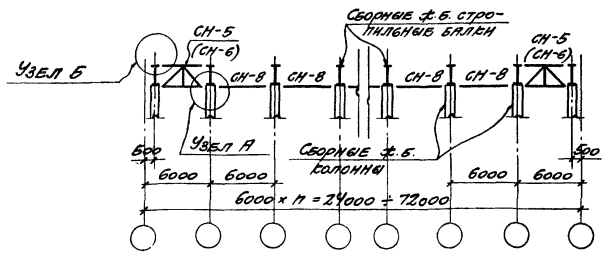 СН-5
(СН-6)
СБОРНЫЕ Ж.Б. СТРО-
ПИЛЬНЫЕ БАЛКИ
СН-5
(СН-6)
УЗЕЛ Б
СН-8 СН-8 СН-8 СН-8
УЗЕЛ А
СБОРНЫЕ Ж.Б.
КОЛОННЫ
500 500
6000 6000 6000 6000
6000 × n = 24000 ÷ 72000